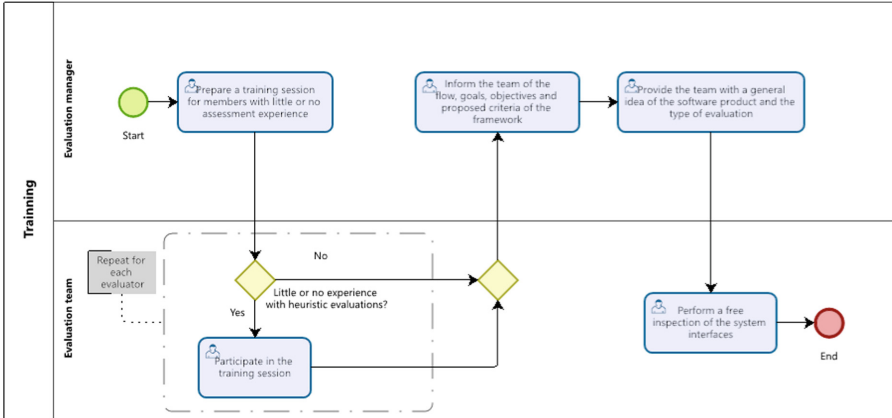 Trainning
Evaluation manager
Start
Prepare a training session
for members with little or no
assessment experience
Inform the team of the
flow, goals, objectives and
proposed criteria of the
framework
Provide the team with a general
idea of the software product and the
type of evaluation
Evaluation team
Repeat for
each
evaluator
No
Little or no experience
with heuristic evaluations?
Yes
Participate in the
training session
Perform a free
inspection of the system
interfaces
End